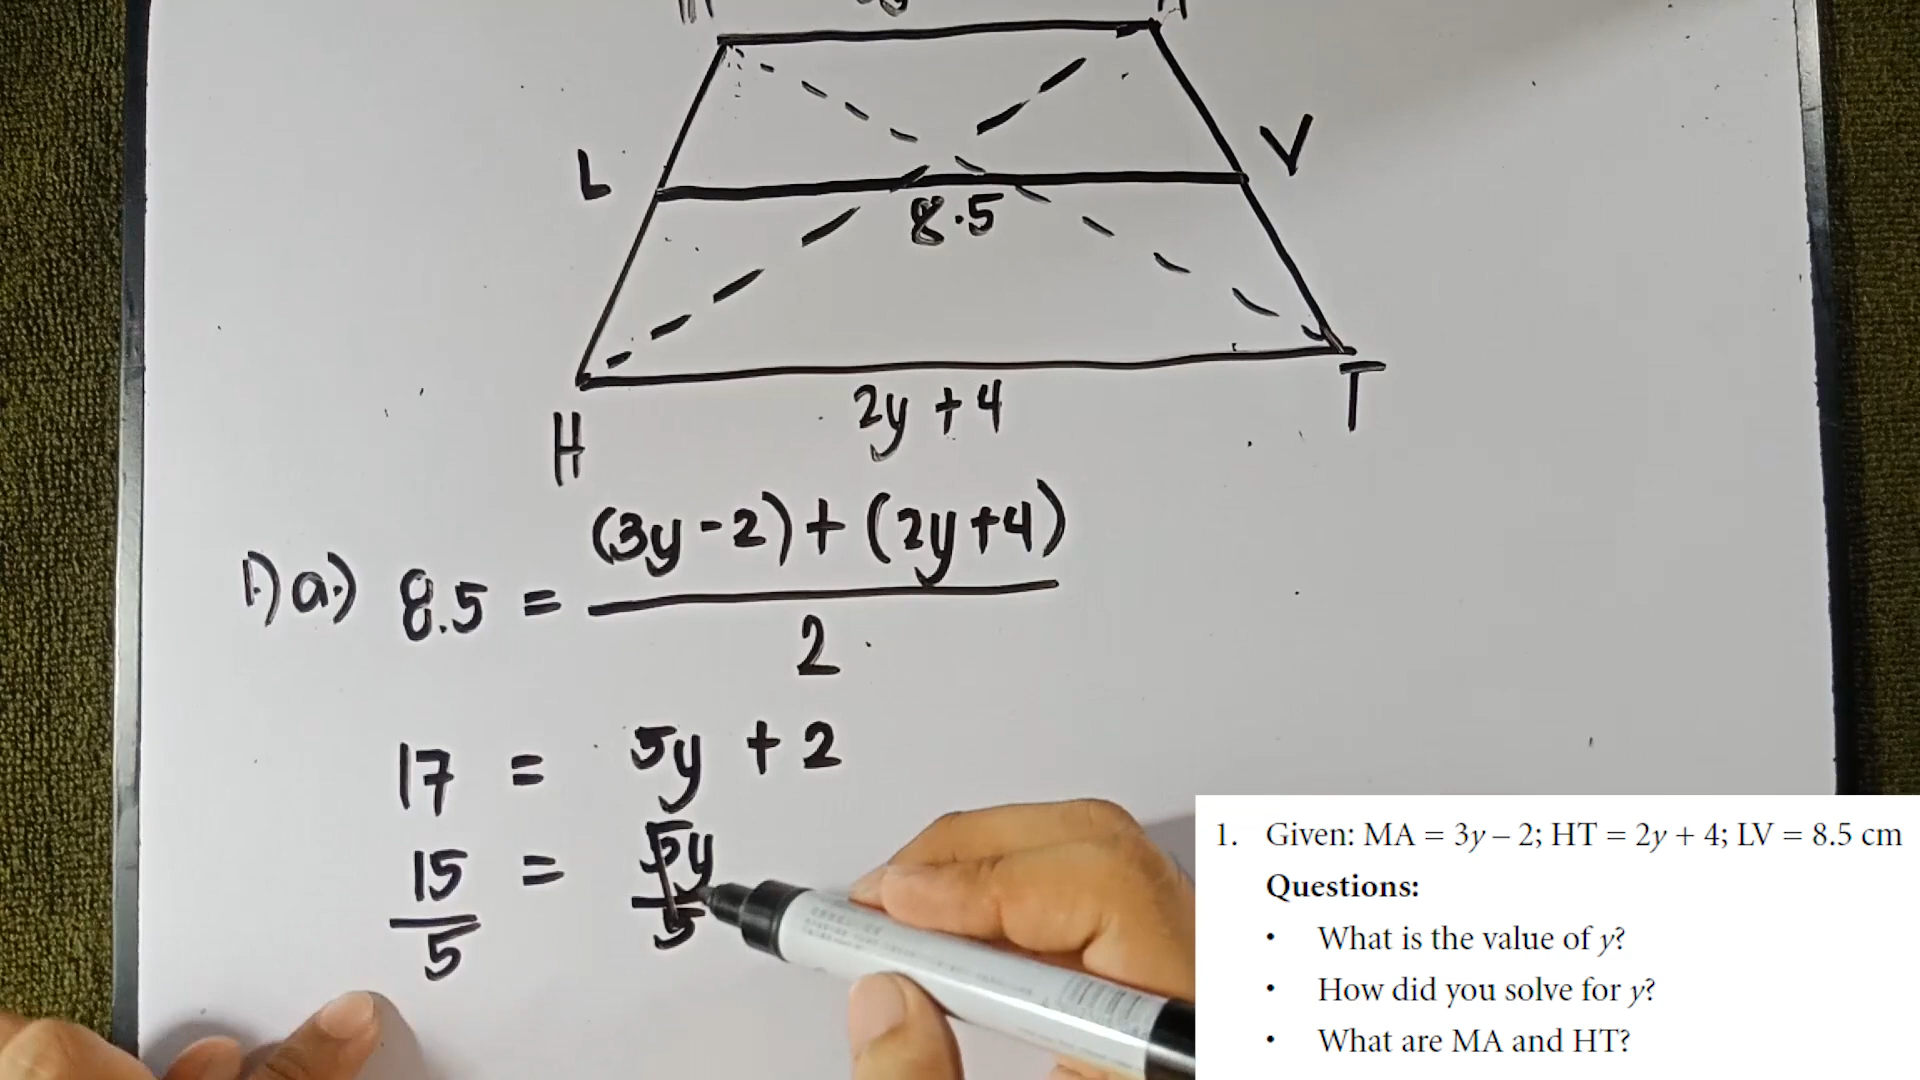 L
V
8.5
2y + 4
H
T
1.) a.) 8.5 = (3y - 2) + (2y + 4)
2
17 = 5y + 2
15 = 5y
5 5
1. Given: MA = 3y – 2; HT = 2y + 4; LV = 8.5 cm
Questions:
• What is the value of y?
• How did you solve for y?
• What are MA and HT?